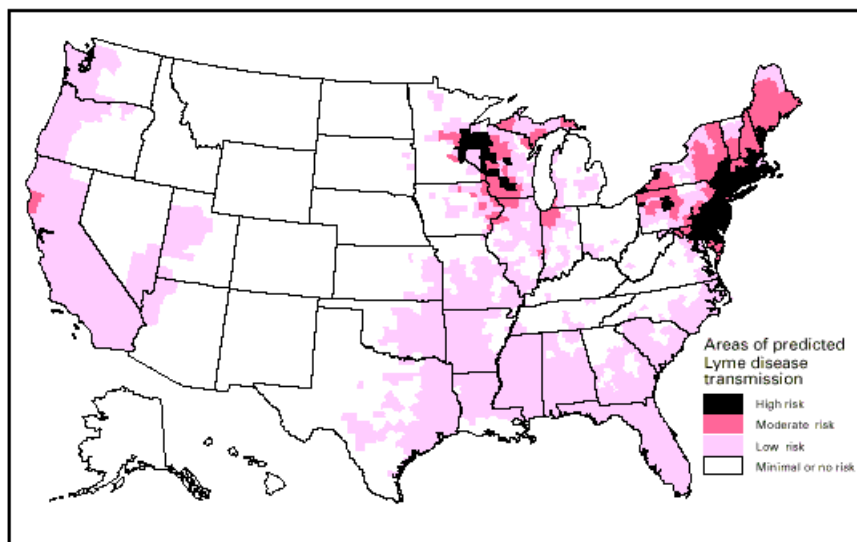 Areas of predicted
Lyme disease
transmission
High risk
Moderate risk
Low risk
Minimal or no risk